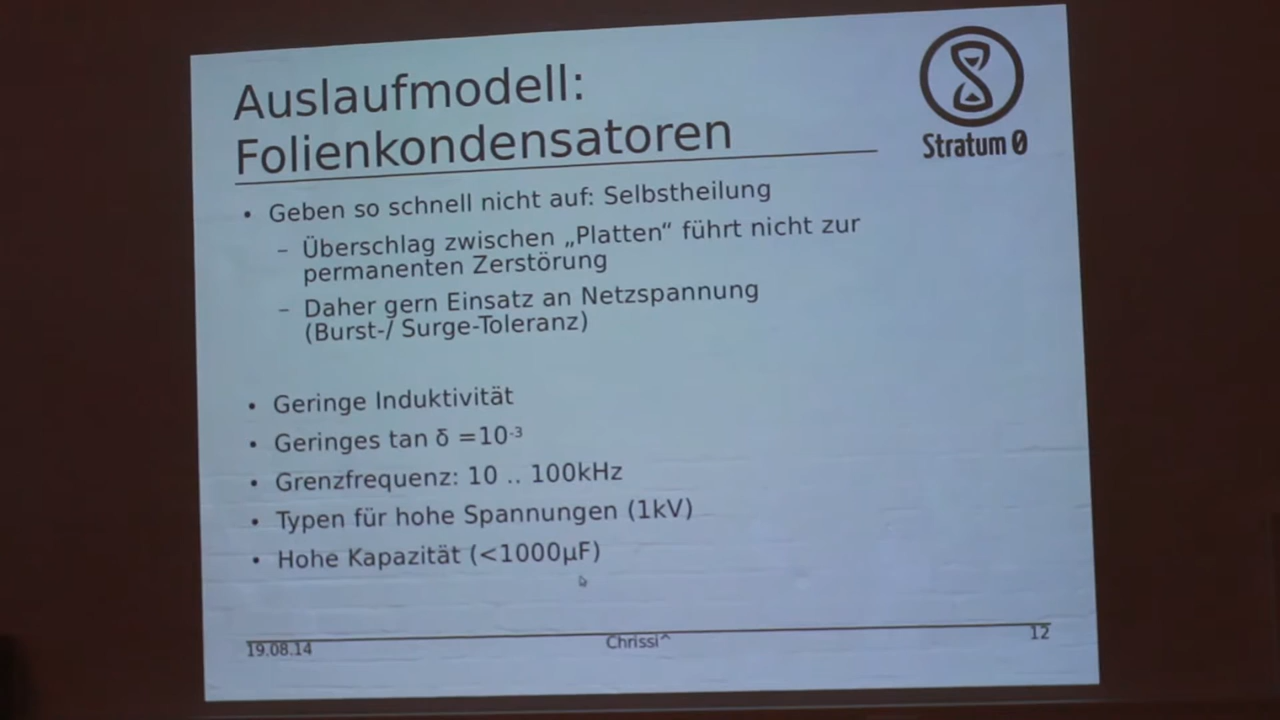 Auslaufmodell:
Folienkondensatoren
Stratum 0
• Geben so schnell nicht auf: Selbstheilung
– Überschlag zwischen „Platten“ führt nicht zur
permanenten Zerstörung
– Daher gern Einsatz an Netzspannung
(Burst-/ Surge-Toleranz)
• Geringe Induktivität
• Geringes tan δ =10⁻³
• Grenzfrequenz: 10 .. 100kHz
• Typen für hohe Spannungen (1kV)
• Hohe Kapazität (<1000µF)
19.08.14
Chrissi^
12